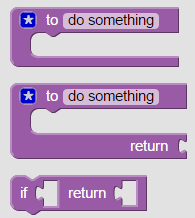 to do something
to do something
return
if return